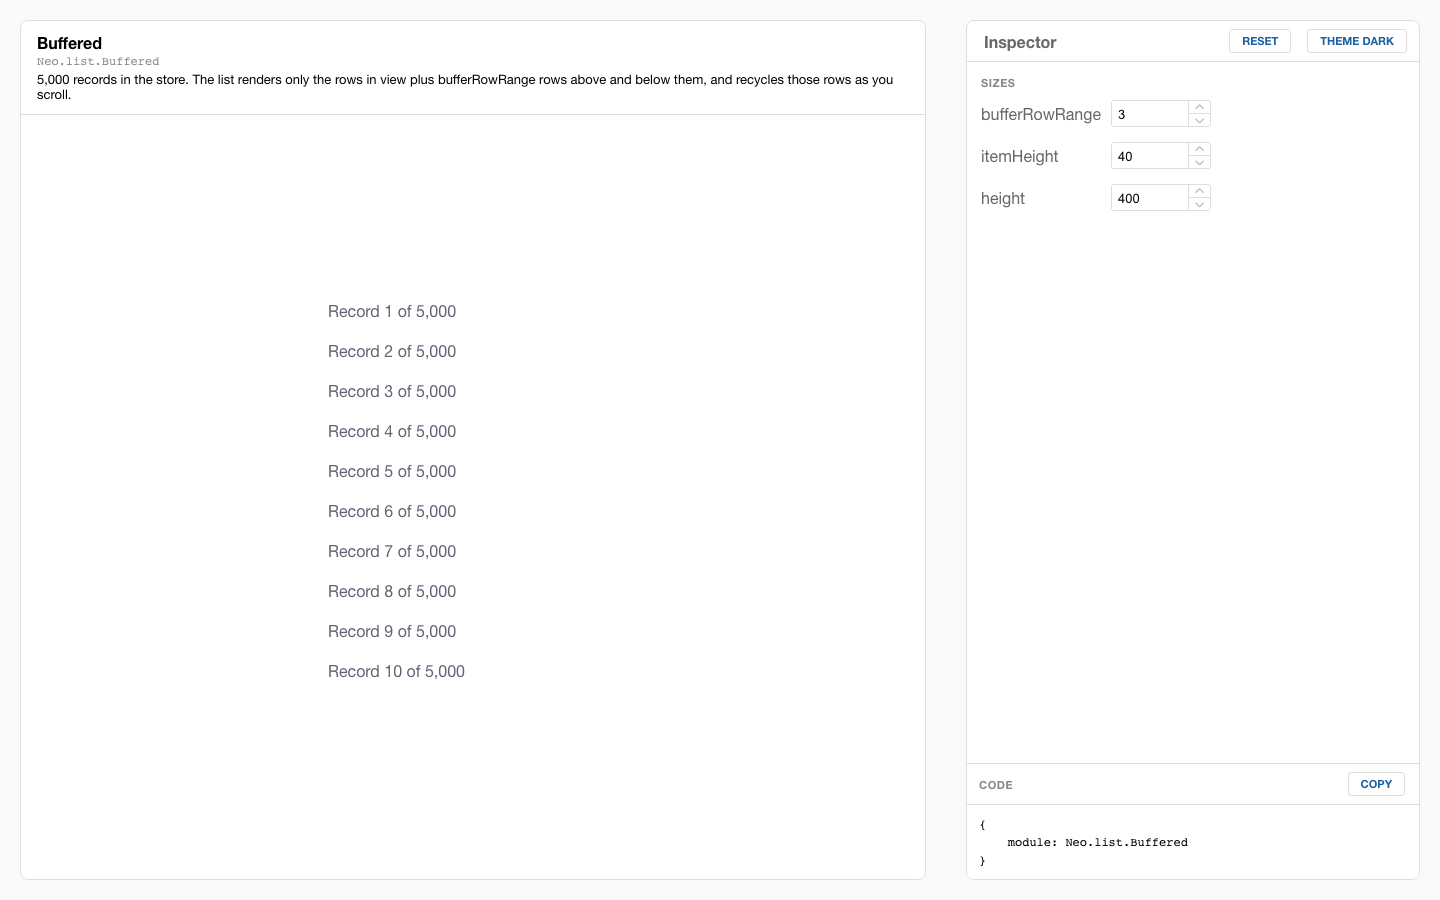 Buffered
Neo.list.Buffered
5,000 records in the store. The list renders only the rows in view plus bufferRowRange rows above and below them, and recycles those rows as you
scroll.
Record 1 of 5,000
Record 2 of 5,000
Record 3 of 5,000
Record 4 of 5,000
Record 5 of 5,000
Record 6 of 5,000
Record 7 of 5,000
Record 8 of 5,000
Record 9 of 5,000
Record 10 of 5,000
Inspector RESET THEME DARK
SIZES
bufferRowRange 3
itemHeight 40
height 400
CODE COPY
{
    module: Neo.list.Buffered
}